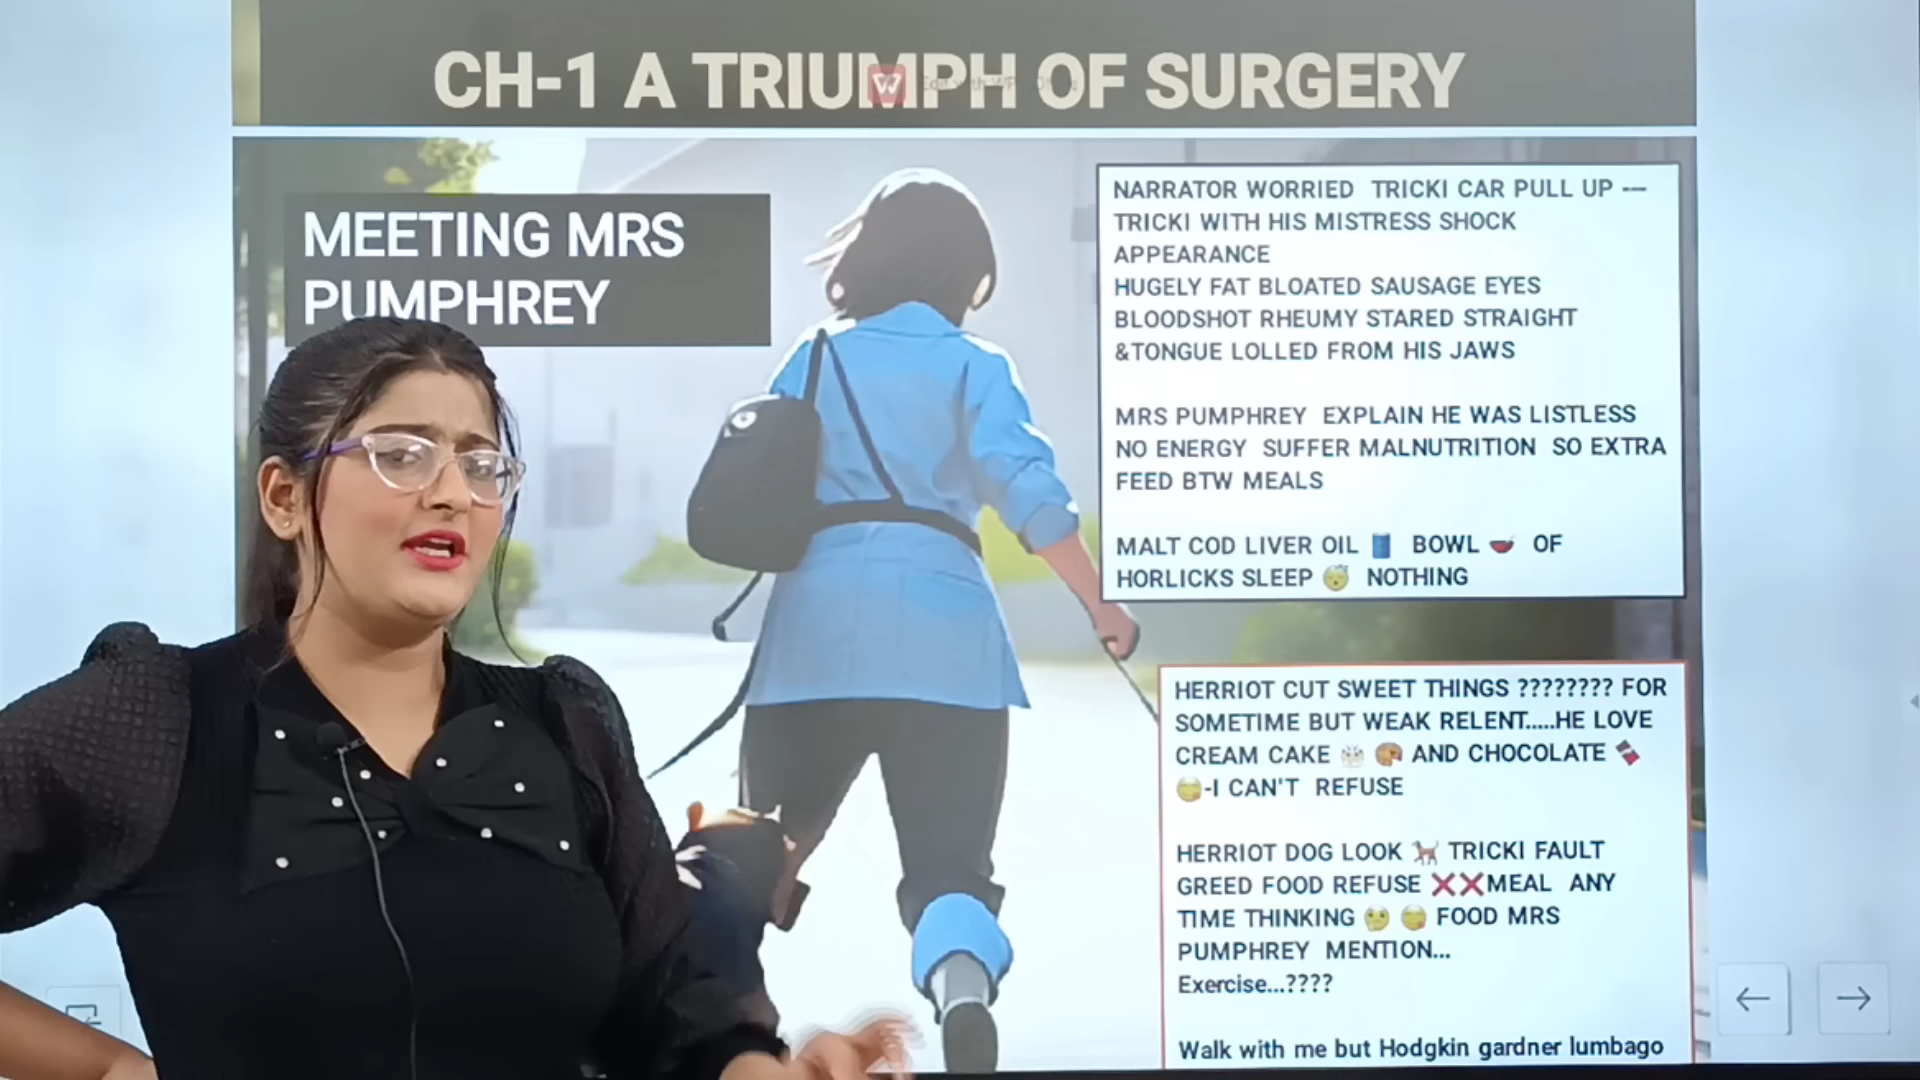 CH-1 A TRIUMPH OF SURGERY
MEETING MRS
PUMPHREY
NARRATOR WORRIED TRICKI CAR PULL UP ---
TRICKI WITH HIS MISTRESS SHOCK
APPEARANCE
HUGELY FAT BLOATED SAUSAGE EYES
BLOODSHOT RHEUMY STARED STRAIGHT
&TONGUE LOLLED FROM HIS JAWS
MRS PUMPHREY EXPLAIN HE WAS LISTLESS
NO ENERGY SUFFER MALNUTRITION SO EXTRA
FEED BTW MEALS
MALT COD LIVER OIL 🛢️ BOWL 🥣 OF
HORLICKS SLEEP 😴 NOTHING
HERRIOT CUT SWEET THINGS ???????? FOR
SOMETIME BUT WEAK RELENT.....HE LOVE
CREAM CAKE 🎂 🥧 AND CHOCOLATE 🍫
😋-I CAN'T REFUSE
HERRIOT DOG LOOK 🐕 TRICKI FAULT
GREED FOOD REFUSE ❌❌MEAL ANY
TIME THINKING 🤔 😋 FOOD MRS
PUMPHREY MENTION...
Exercise...????
Walk with me but Hodgkin gardner lumbago